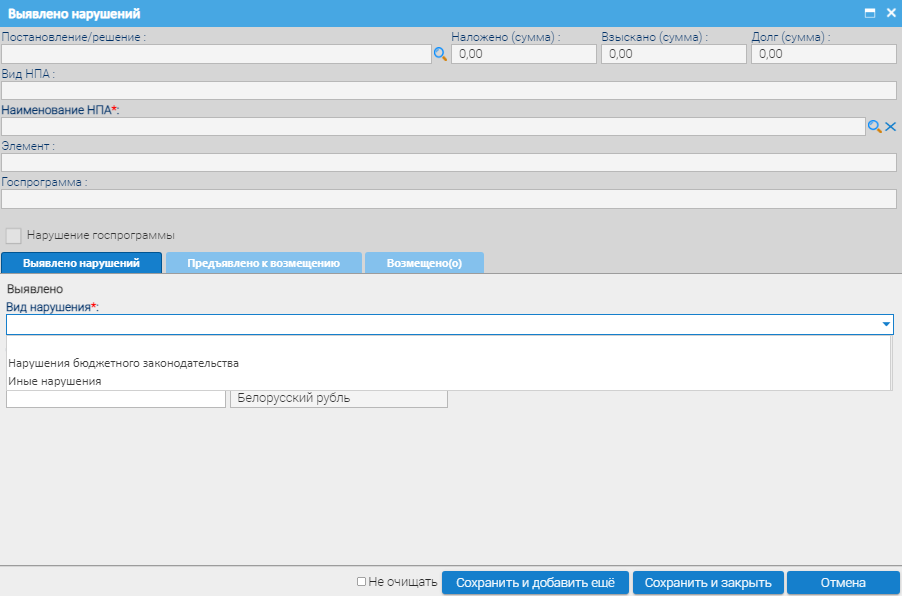 Выявлено нарушений
Постановление/решение : Наложено (сумма) : Взыскано (сумма) : Долг (сумма) :
0,00 0,00 0,00
Вид НПА :
Наименование НПА*:
Элемент :
Госпрограмма :
Нарушение госпрограммы
Выявлено нарушений Предъявлено к возмещению Возмещено(о)
Выявлено
Вид нарушения*:
Нарушения бюджетного законодательства
Иные нарушения
Белорусский рубль
Не очищать Сохранить и добавить ещё Сохранить и закрыть Отмена